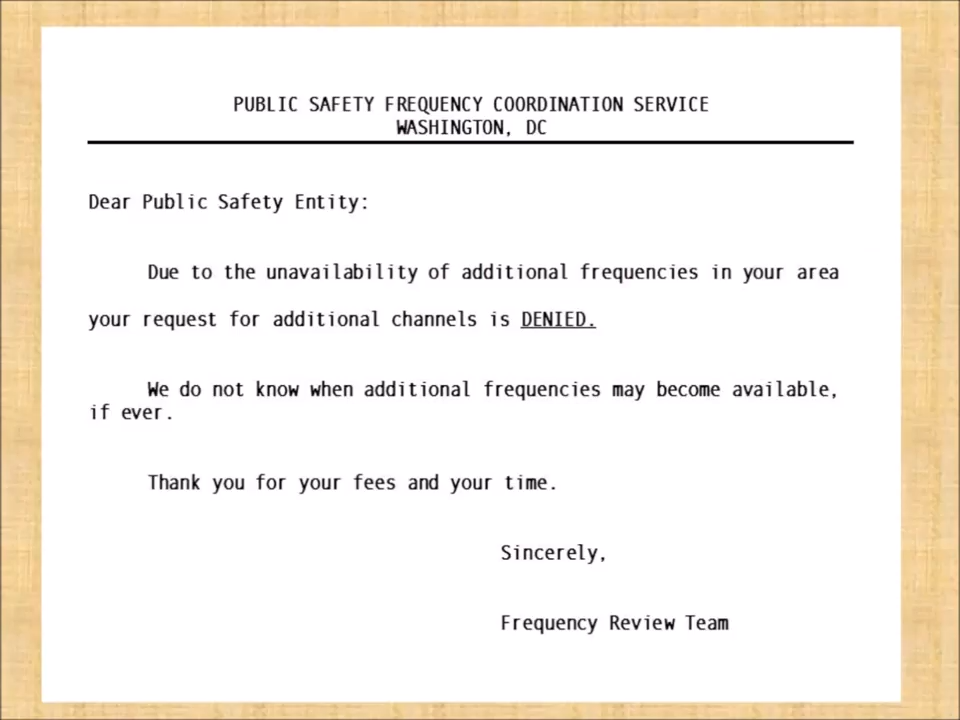 PUBLIC SAFETY FREQUENCY COORDINATION SERVICE
WASHINGTON, DC
Dear Public Safety Entity:
Due to the unavailability of additional frequencies in your area
your request for additional channels is DENIED.
We do not know when additional frequencies may become available,
if ever.
Thank you for your fees and your time.
Sincerely,
Frequency Review Team